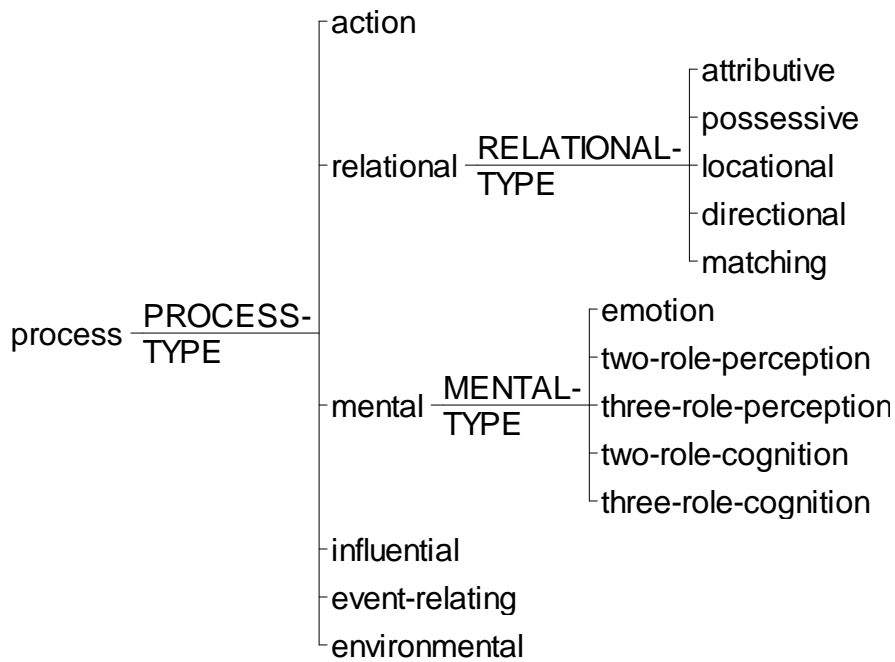 action
attributive
possessive
relational RELATIONAL-
TYPE
locational
directional
matching
process PROCESS-
TYPE
emotion
two-role-perception
mental MENTAL-
TYPE
three-role-perception
two-role-cognition
three-role-cognition
influential
event-relating
environmental